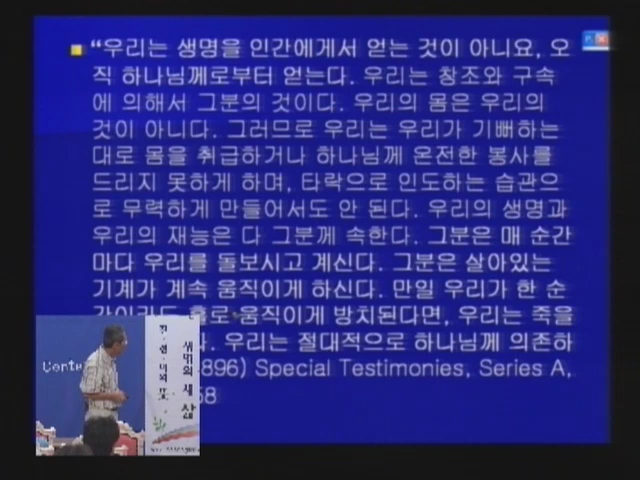 “우리는 생명을 인간에게서 얻는 것이 아니요, 오
직 하나님께로부터 얻는다. 우리는 창조와 구속
에 의해서 그분의 것이다. 우리의 몸은 우리의
것이 아니다. 그러므로 우리는 우리가 기뻐하는
대로 몸을 취급하거나 하나님께 온전한 봉사를
드리지 못하게 하며, 타락으로 인도하는 습관으
로 무력하게 만들어서도 안 된다. 우리의 생명과
우리의 재능은 다 그분께 속한다. 그분은 매 순간
마다 우리를 돌보시고 계신다. 그분은 살아있는
기계가 계속 움직이게 하신다. 만일 우리가 한 순
움직이게 방치된다면, 우리는 죽을
우리는 절대적으로 하나님께 의존하
896) Special Testimonies, Series A,
58
Conte
생명의 새 삶